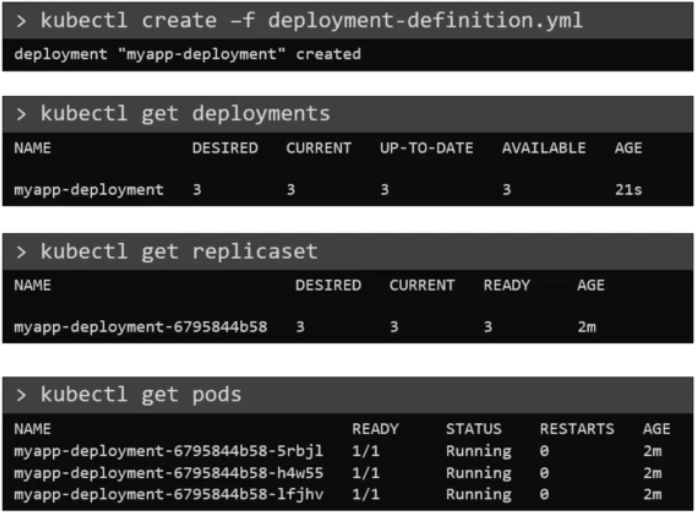 > kubectl create –f deployment-definition.yml
deployment "myapp-deployment" created
> kubectl get deployments
NAME DESIRED CURRENT UP-TO-DATE AVAILABLE AGE
myapp-deployment 3 3 3 3 21s
> kubectl get replicaset
NAME DESIRED CURRENT READY AGE
myapp-deployment-6795844b58 3 3 3 2m
> kubectl get pods
NAME READY STATUS RESTARTS AGE
myapp-deployment-6795844b58-5rbjl 1/1 Running 0 2m
myapp-deployment-6795844b58-h4w55 1/1 Running 0 2m
myapp-deployment-6795844b58-lfjhv 1/1 Running 0 2m